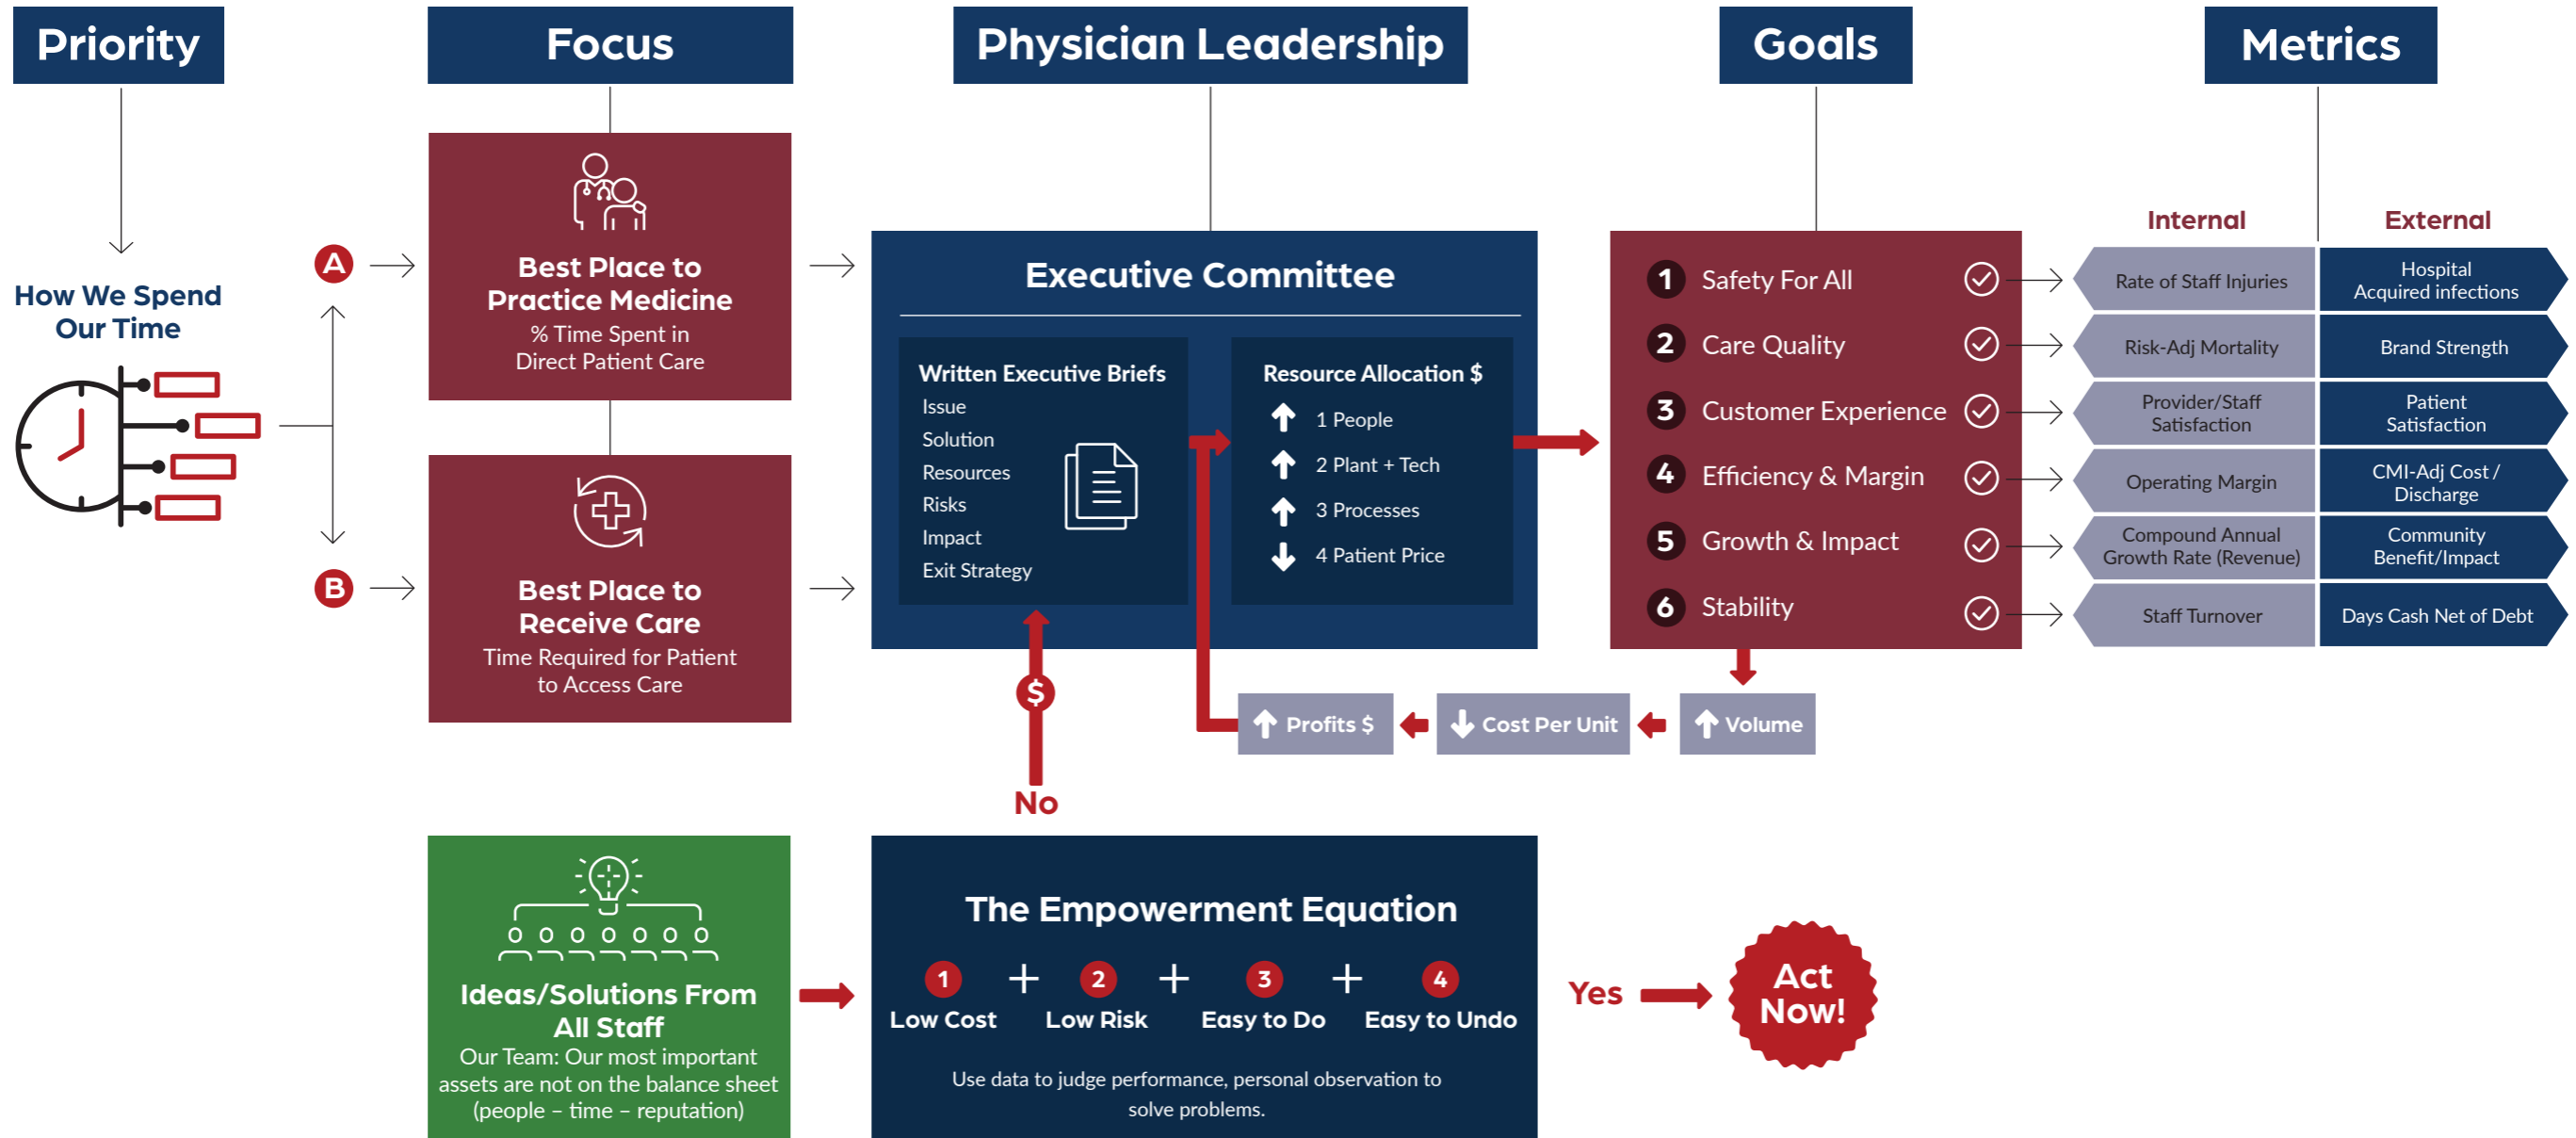 Priority
Focus
Physician Leadership
Goals
Metrics
How We Spend
Our Time
A
B
Best Place to
Practice Medicine
% Time Spent in
Direct Patient Care
Best Place to
Receive Care
Time Required for Patient
to Access Care
Executive Committee
Written Executive Briefs
Issue
Solution
Resources
Risks
Impact
Exit Strategy
Resource Allocation $
1 People
2 Plant + Tech
3 Processes
4 Patient Price
1 Safety For All
2 Care Quality
3 Customer Experience
4 Efficiency & Margin
5 Growth & Impact
6 Stability
Internal
External
Rate of Staff Injuries
Hospital
Acquired infections
Risk-Adj Mortality
Brand Strength
Provider/Staff
Satisfaction
Patient
Satisfaction
Operating Margin
CMI-Adj Cost /
Discharge
Compound Annual
Growth Rate (Revenue)
Community
Benefit/Impact
Staff Turnover
Days Cash Net of Debt
$
No
Profits $
Cost Per Unit
Volume
Ideas/Solutions From
All Staff
Our Team: Our most important
assets are not on the balance sheet
(people – time – reputation)
The Empowerment Equation
1 + 2 + 3 + 4
Low Cost Low Risk Easy to Do Easy to Undo
Use data to judge performance, personal observation to
solve problems.
Yes
Act
Now!